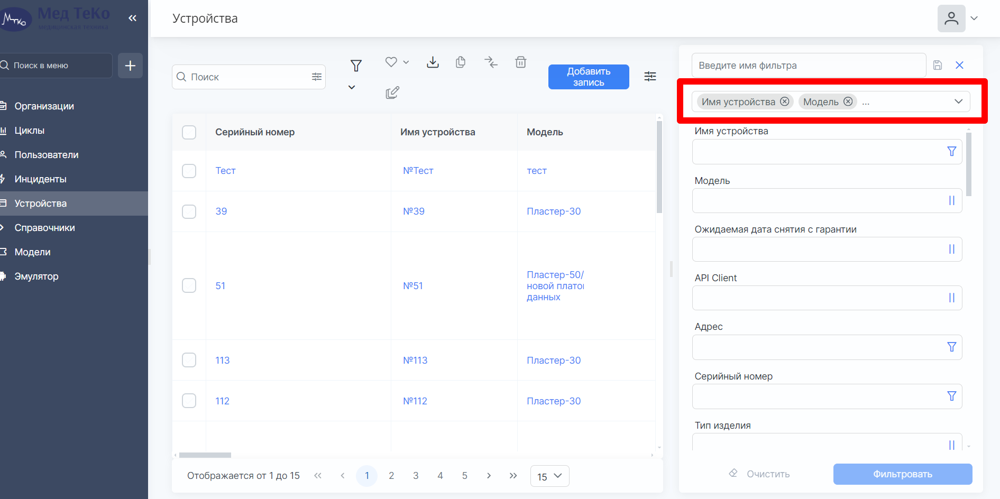 МТКо
Мед ТеКо
медицинская техника
Поиск в меню
Организации
Циклы
Пользователи
Инциденты
Устройства
Справочники
Модели
Эмулятор
Устройства
Поиск
Добавить
запись
Серийный номер
Имя устройства
Модель
Тест
№Тест
тест
39
№39
Пластер-30
51
№51
Пластер-50/
новой плато
данных
113
№113
Пластер-30
112
№112
Пластер-30
Отображается от 1 до 15
1
2
3
4
5
15
Введите имя фильтра
Имя устройства
Модель
...
Имя устройства
Модель
Ожидаемая дата снятия с гарантии
API Client
Адрес
Серийный номер
Тип изделия
Очистить
Фильтровать